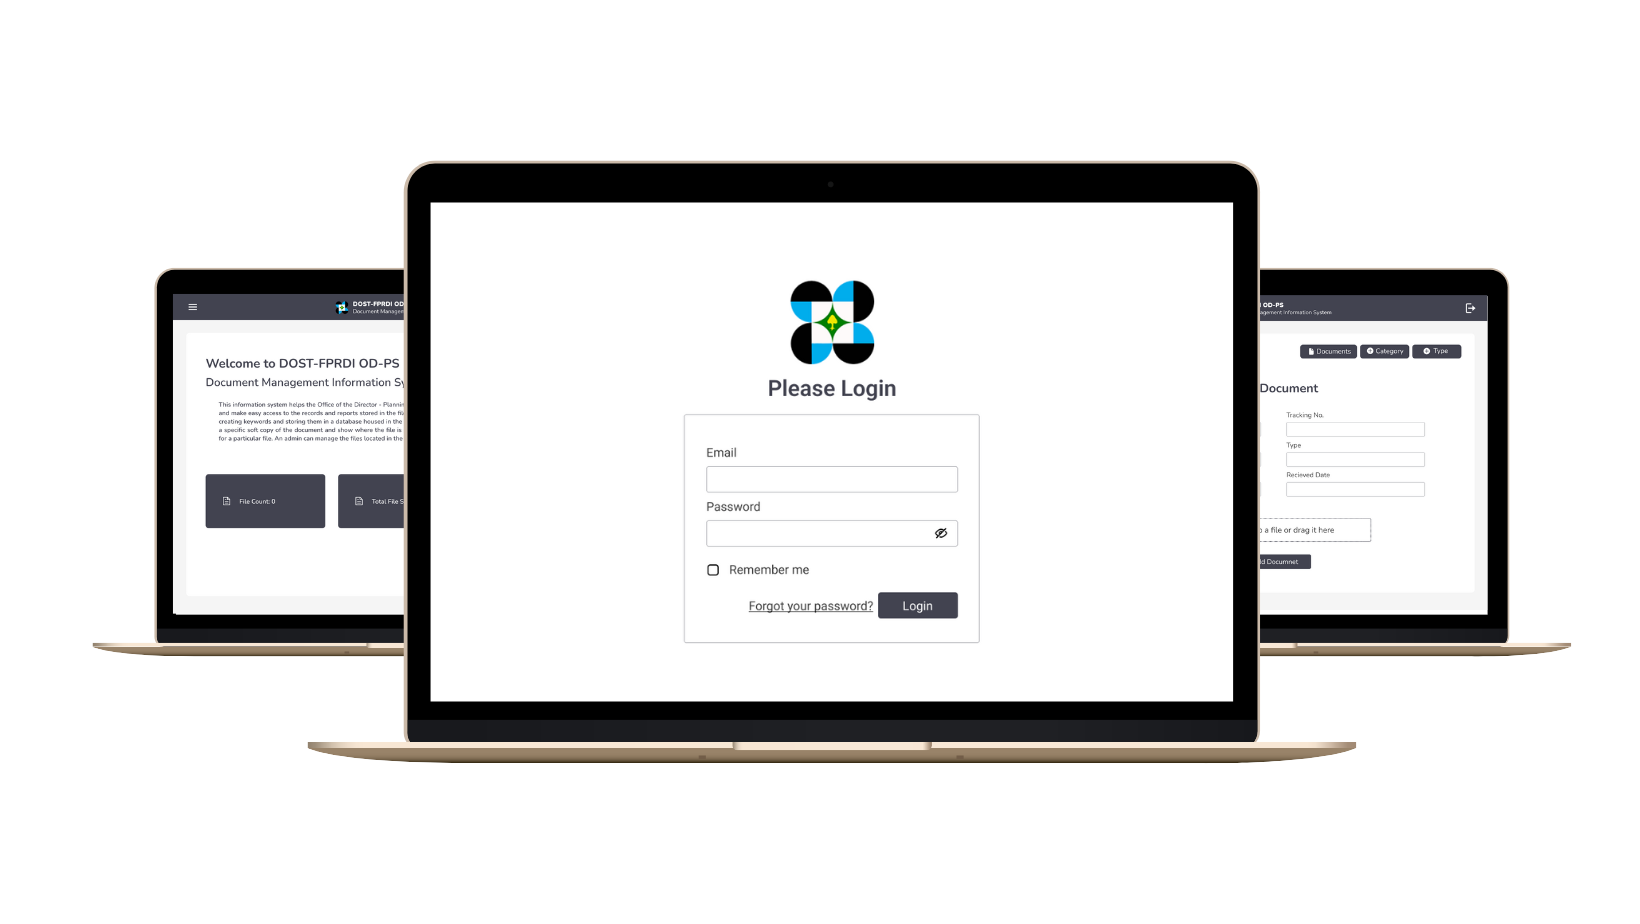 DOST-FPRDI OD
Document Manager
Welcome to DOST-FPRDI OD-PS
Document Management Information Sy
This information system helps the Office of the Director - Planni
and make easy access to the records and reports stored in the fil
creating keywords and storing them in a database housed in the
a specific soft copy of the document and show where the file is
for a particular file. An admin can manage the files located in the
File Count: 0
Total File S
Please Login
Email
Password
Remember me
Forgot your password?
Login
OD-PS
agement Information System
Documents
Category
Type
Document
Tracking No.
Type
Recieved Date
a file or drag it here
d Documnet